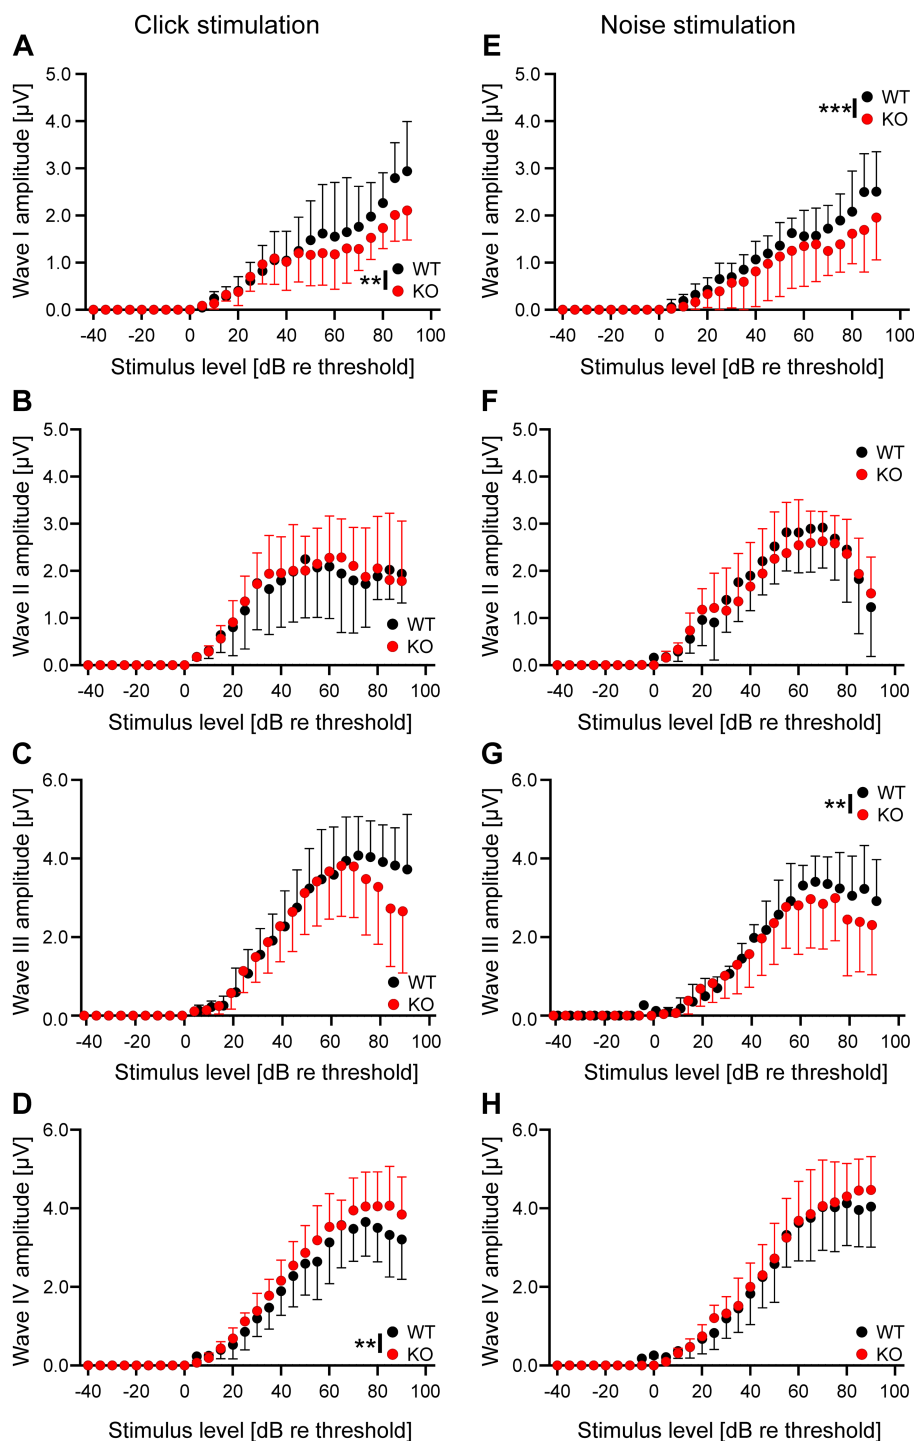 Click stimulation
Noise stimulation
A
Wave I amplitude [µV]
5.0
4.0
3.0
2.0
1.0
0.0
-40 -20 0 20 40 60 80 100
Stimulus level [dB re threshold]
** WT
KO
E
Wave I amplitude [µV]
5.0
4.0
3.0
2.0
1.0
0.0
-40 -20 0 20 40 60 80 100
Stimulus level [dB re threshold]
*** WT
KO
B
Wave II amplitude [µV]
5.0
4.0
3.0
2.0
1.0
0.0
-40 -20 0 20 40 60 80 100
Stimulus level [dB re threshold]
WT
KO
F
Wave II amplitude [µV]
5.0
4.0
3.0
2.0
1.0
0.0
-40 -20 0 20 40 60 80 100
Stimulus level [dB re threshold]
WT
KO
C
Wave III amplitude [µV]
6.0
4.0
2.0
0.0
-40 -20 0 20 40 60 80 100
Stimulus level [dB re threshold]
WT
KO
G
Wave III amplitude [µV]
6.0
4.0
2.0
0.0
-40 -20 0 20 40 60 80 100
Stimulus level [dB re threshold]
** WT
KO
D
Wave IV amplitude [µV]
6.0
4.0
2.0
0.0
-40 -20 0 20 40 60 80 100
Stimulus level [dB re threshold]
** WT
KO
H
Wave IV amplitude [µV]
6.0
4.0
2.0
0.0
-40 -20 0 20 40 60 80 100
Stimulus level [dB re threshold]
WT
KO